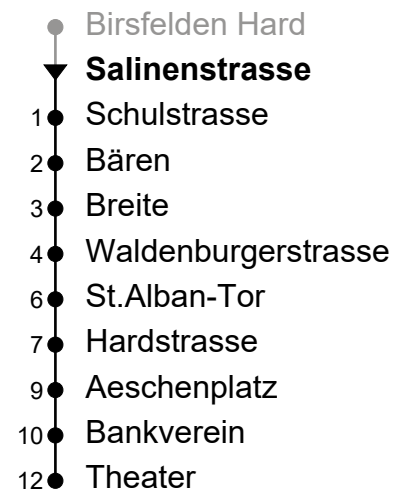 Birsfelden Hard
Salinenstrasse
1 Schulstrasse
2 Bären
3 Breite
4 Waldenburgerstrasse
6 St.Alban-Tor
7 Hardstrasse
9 Aeschenplatz
10 Bankverein
12 Theater